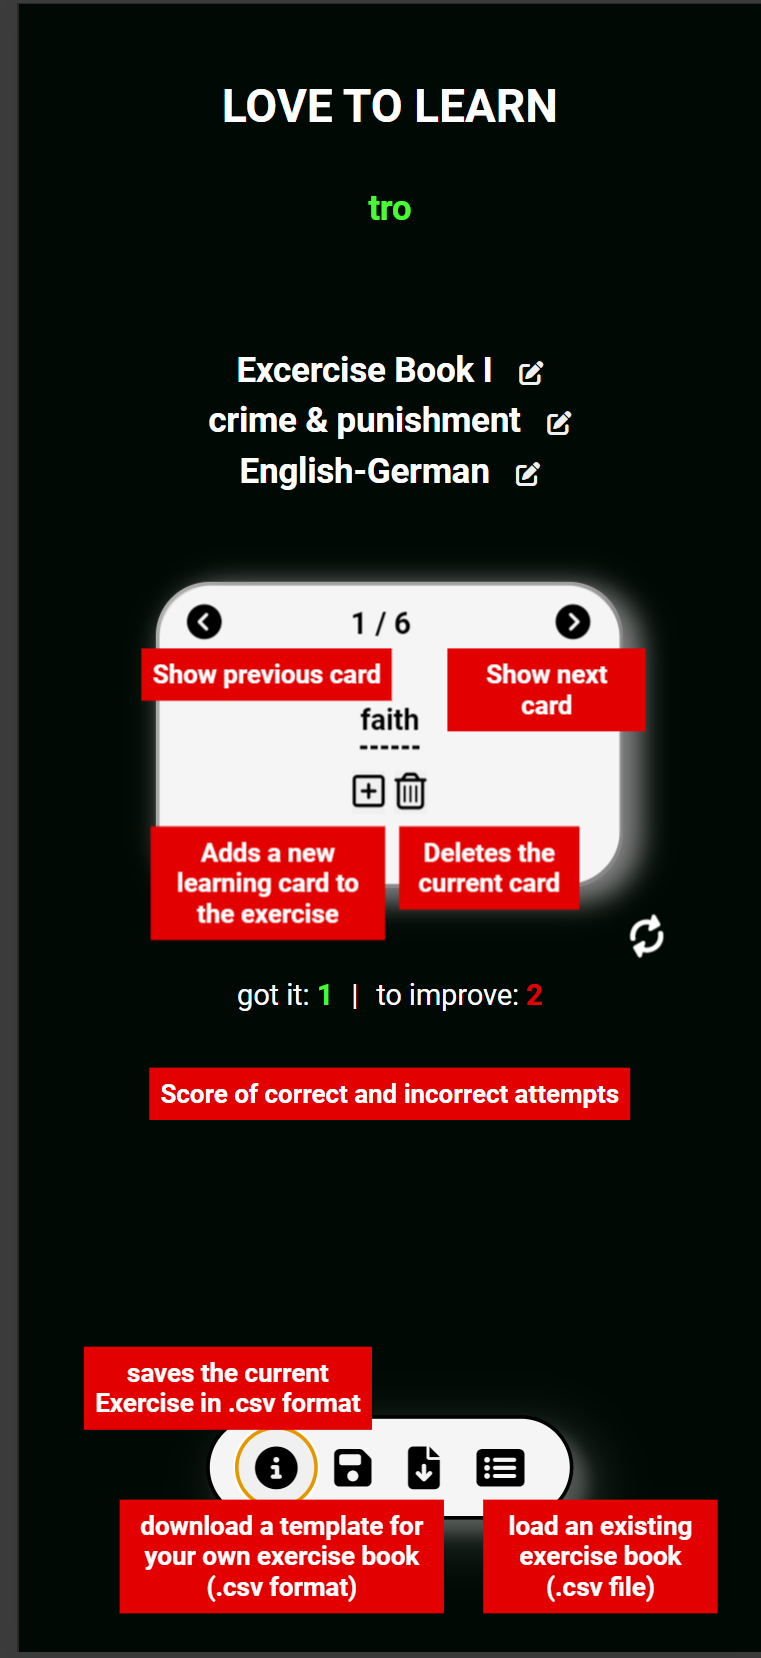 LOVE TO LEARN
tro
Excercise Book I
crime & punishment
English-German
1 / 6
Show previous card
Show next
card
faith
------
Adds a new
learning card to
the exercise
Deletes the
current card
got it: 1 | to improve: 2
Score of correct and incorrect attempts
saves the current
Exercise in .csv format
download a template for
your own exercise book
(.csv format)
load an existing
exercise book
(.csv file)